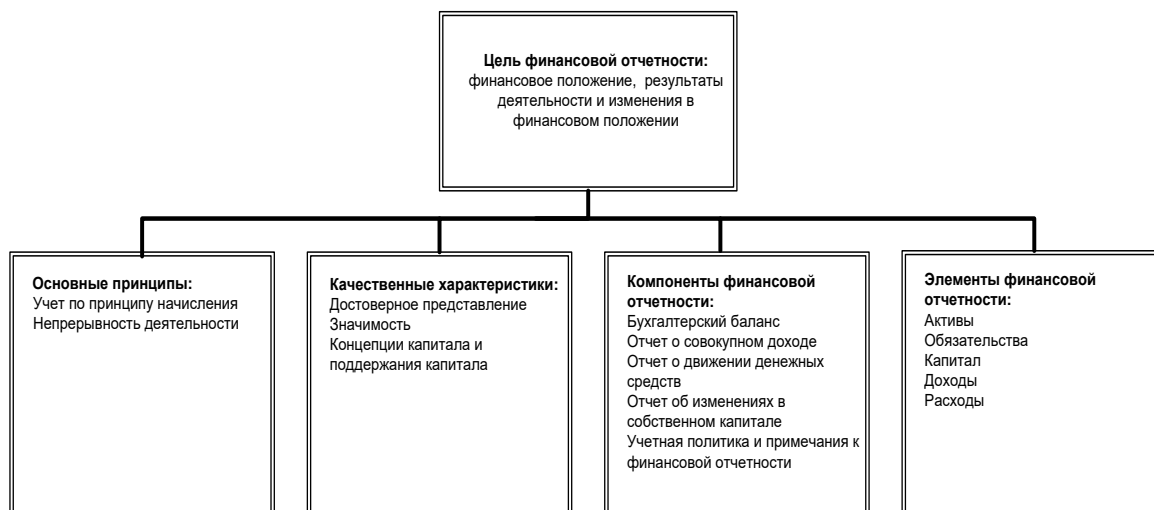 Цель финансовой отчетности:
финансовое положение, результаты
деятельности и изменения в
финансовом положении
Основные принципы:
Учет по принципу начисления
Непрерывность деятельности
Качественные характеристики:
Достоверное представление
Значимость
Концепции капитала и
поддержания капитала
Компоненты финансовой
отчетности:
Бухгалтерский баланс
Отчет о совокупном доходе
Отчет о движении денежных
средств
Отчет об изменениях в
собственном капитале
Учетная политика и примечания к
финансовой отчетности
Элементы финансовой
отчетности:
Активы
Обязательства
Капитал
Доходы
Расходы